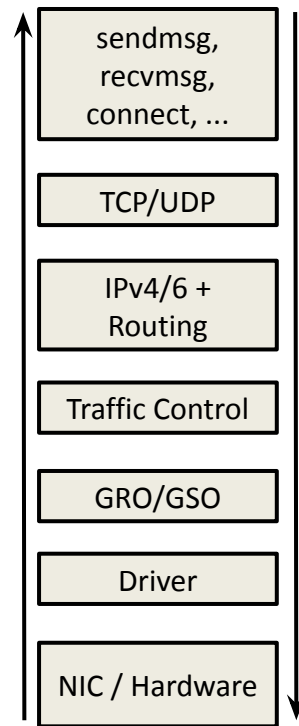 sendmsg,
recvmsg,
connect, ...
TCP/UDP
IPv4/6 +
Routing
Traffic Control
GRO/GSO
Driver
NIC / Hardware